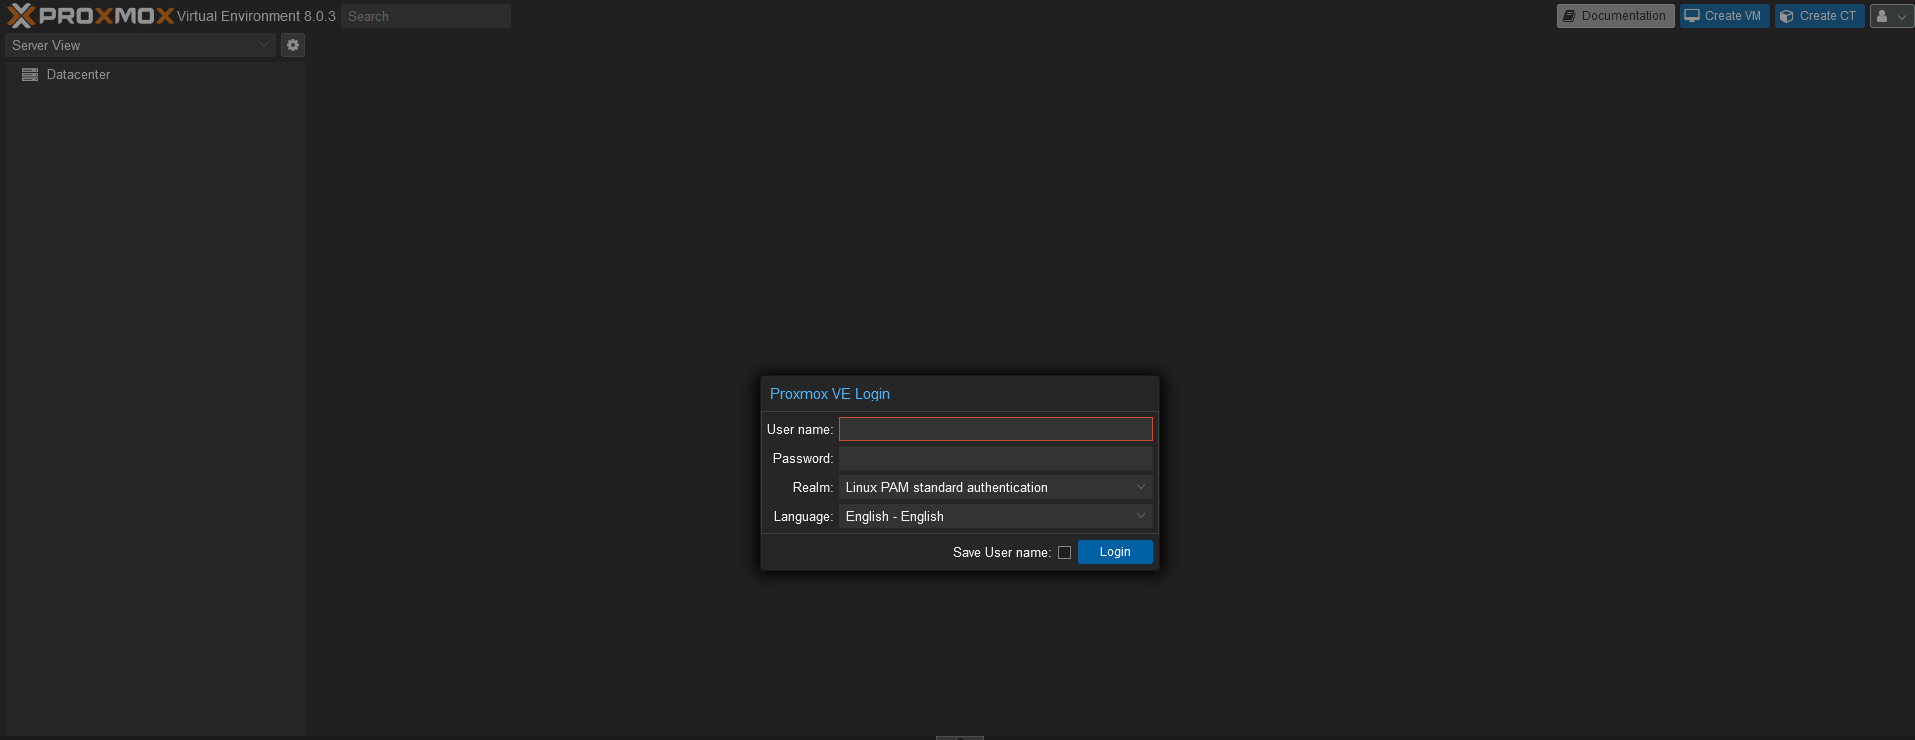 PROXMOX Virtual Environment 8.0.3 Search Documentation Create VM Create CT
Server View
Datacenter
Proxmox VE Login
User name:
Password:
Realm: Linux PAM standard authentication
Language: English - English
Save User name: Login